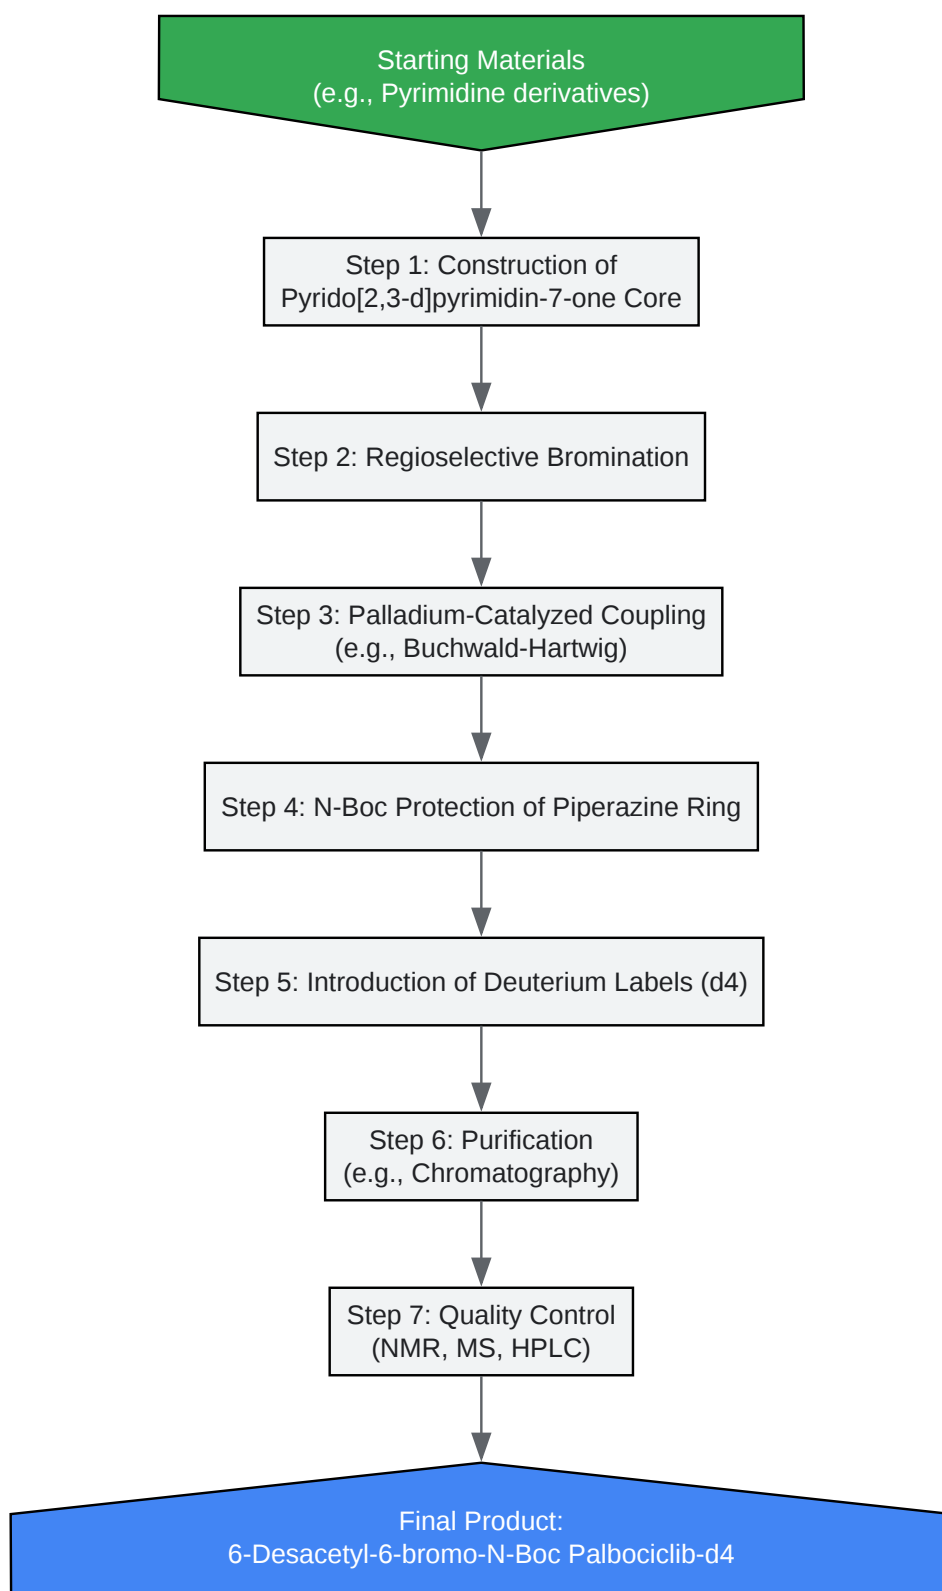 Starting Materials
(e.g., Pyrimidine derivatives)
Step 1: Construction of
Pyrido[2,3-d]pyrimidin-7-one Core
Step 2: Regioselective Bromination
Step 3: Palladium-Catalyzed Coupling
(e.g., Buchwald-Hartwig)
Step 4: N-Boc Protection of Piperazine Ring
Step 5: Introduction of Deuterium Labels (d4)
Step 6: Purification
(e.g., Chromatography)
Step 7: Quality Control
(NMR, MS, HPLC)
Final Product:
6-Desacetyl-6-bromo-N-Boc Palbociclib-d4